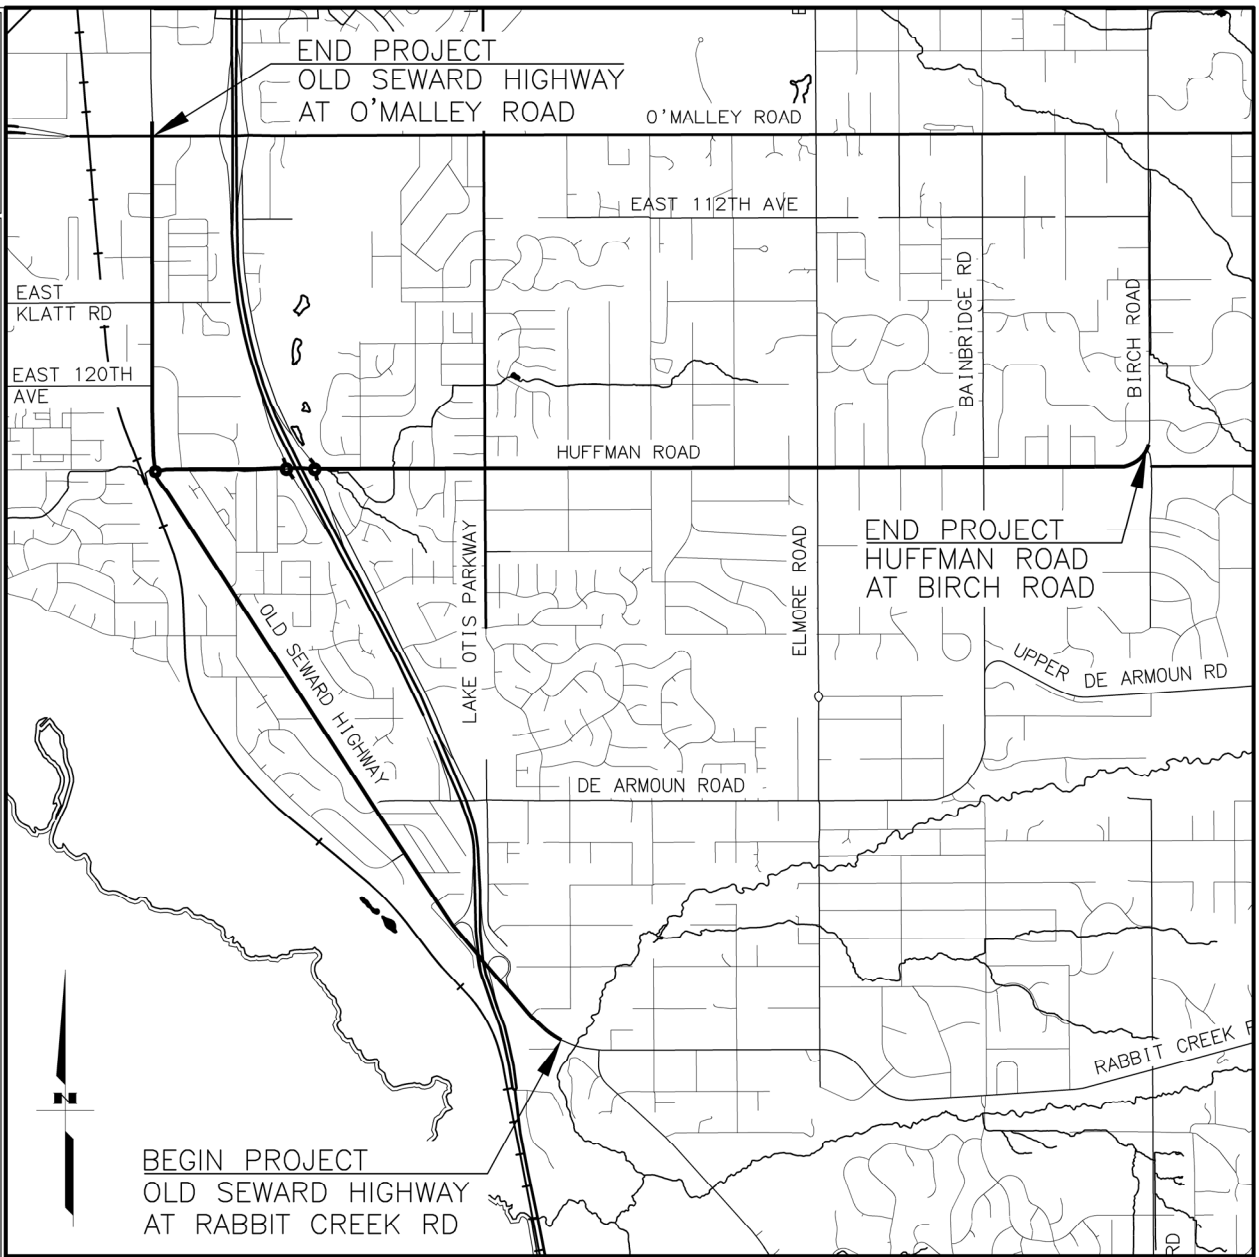 END PROJECT
OLD SEWARD HIGHWAY
AT O'MALLEY ROAD
O'MALLEY ROAD
EAST 112TH AVE
EAST
KLATT RD
BAINBRIDGE RD
BIRCH ROAD
EAST 120TH
AVE
HUFFMAN ROAD
LAKE OTIS PARKWAY
ELMORE ROAD
END PROJECT
HUFFMAN ROAD
AT BIRCH ROAD
OLD SEWARD HIGHWAY
UPPER DE ARMOUN RD
DE ARMOUN ROAD
RABBIT CREEK
N
BEGIN PROJECT
OLD SEWARD HIGHWAY
AT RABBIT CREEK RD
RD